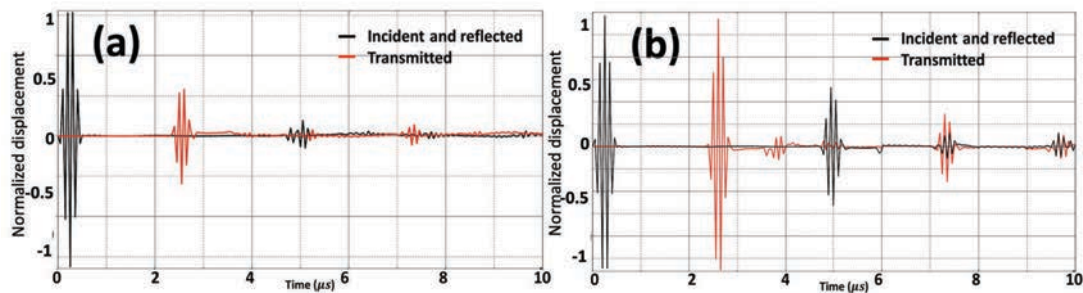 (a)
Incident and reflected
Transmitted
Normalized displacement
1
0.5
0
-0.5
-1
0 2 4 6 8 10
Time (μs)
(b)
Incident and reflected
Transmitted
Normalized displacement
1
0.5
0
-0.5
-1
0 2 4 6 8 10
Time (μs)